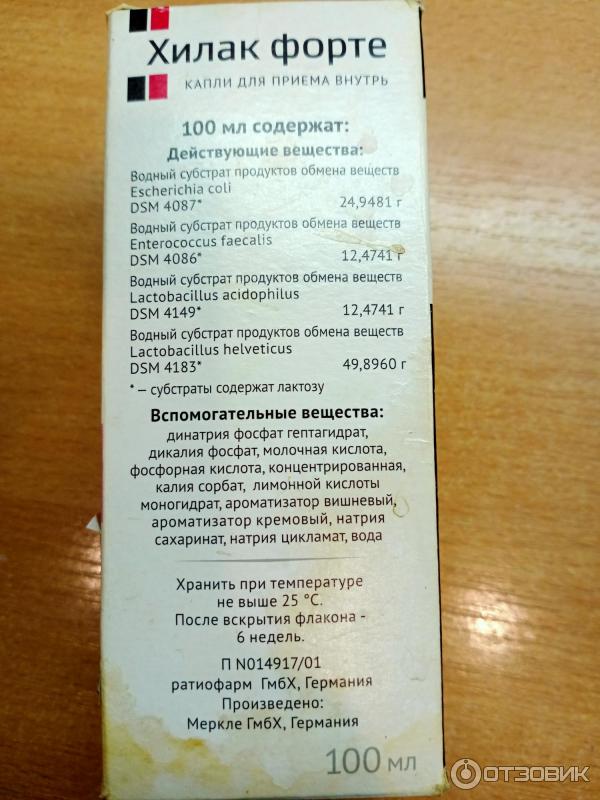 Хилак форте
КАПЛИ ДЛЯ ПРИЕМА ВНУТРЬ
100 мл содержат:
Действующие вещества:
Водный субстрат продуктов обмена веществ
Escherichia coli
DSM 4087* 24,9481 г
Водный субстрат продуктов обмена веществ
Enterococcus faecalis
DSM 4086* 12,4741 г
Водный субстрат продуктов обмена веществ
Lactobacillus acidophilus
DSM 4149* 12,4741 г
Водный субстрат продуктов обмена веществ
Lactobacillus helveticus
DSM 4183* 49,8960 г
* — субстраты содержат лактозу
Вспомогательные вещества:
динатрия фосфат гептагидрат,
дикалия фосфат, молочная кислота,
фосфорная кислота, концентрированная,
калия сорбат, лимонной кислоты
моногидрат, ароматизатор вишневый,
ароматизатор кремовый, натрия
сахаринат, натрия цикламат, вода
Хранить при температуре
не выше 25 °C.
После вскрытия флакона -
6 недель.
П N014917/01
ратиофарм ГмбХ, Германия
Произведено:
Меркле ГмбХ, Германия
100 мл
ОТЗОВИК